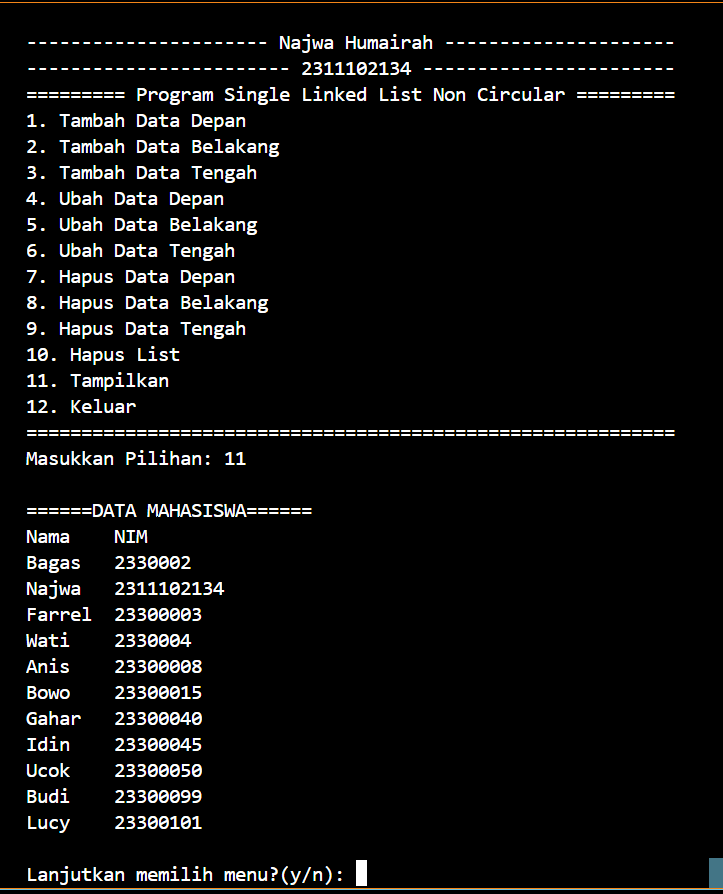 ---------------------- Najwa Humairah ---------------------
------------------------ 2311102134 -----------------------
========= Program Single Linked List Non Circular =========
1. Tambah Data Depan
2. Tambah Data Belakang
3. Tambah Data Tengah
4. Ubah Data Depan
5. Ubah Data Belakang
6. Ubah Data Tengah
7. Hapus Data Depan
8. Hapus Data Belakang
9. Hapus Data Tengah
10. Hapus List
11. Tampilkan
12. Keluar
===========================================================
Masukkan Pilihan: 11
======DATA MAHASISWA======
Nama    NIM
Bagas   2330002
Najwa   2311102134
Farrel  23300003
Wati    2330004
Anis    23300008
Bowo    23300015
Gahar   23300040
Idin    23300045
Ucok    23300050
Budi    23300099
Lucy    23300101
Lanjutkan memilih menu?(y/n):